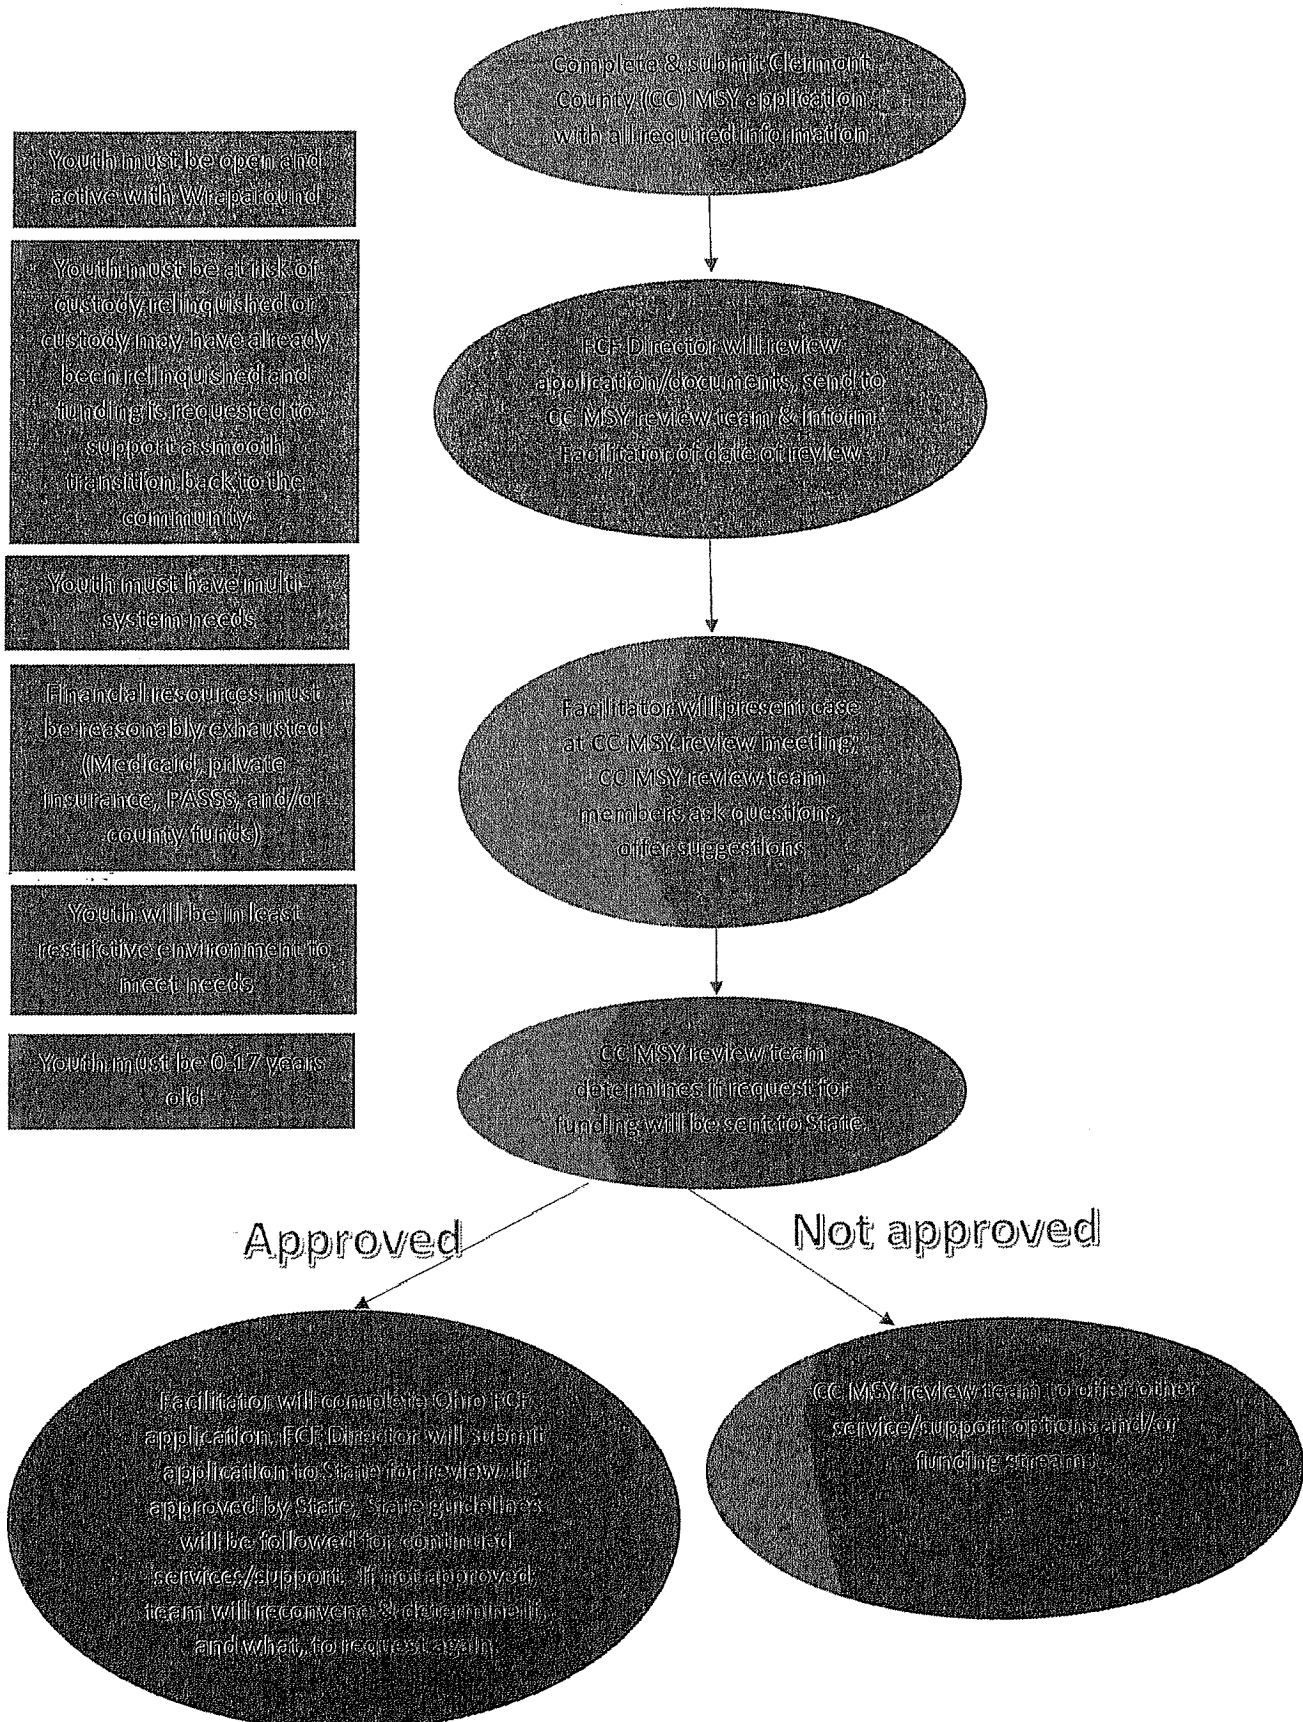 Complete & submit Clermont
County (CC) MSY application
with all required information
Youth must be open and
active with Wraparound
Youth must be at risk of
custody relinquished or
custody may have already
been relinquished and
funding is requested to
support a smooth
transition back to the
community
Youth must have multi-
system needs
Financial resources must
be reasonably exhausted
(Medicaid, private
insurance, PASSS, and/or
county funds)
Youth will be in least
restrictive environment to
meet needs
Youth must be 0-17 years
old
FCF Director will review
application/documents, send to
CC MSY review team & inform
Facilitator of date of review
Facilitator will present case
at CC MSY review meeting;
CC MSY review team
members ask questions,
offer suggestions
CC MSY review team
determines if request for
funding will be sent to State
Approved
Not approved
Facilitator will complete Ohio FCF
application. FCF Director will submit
application to State for review. If
approved by State, State guidelines
will be followed for continued
services/support. If not approved
team will reconvene & determine if,
and what, to request again
CC MSY review team to offer other
service/support options and/or
funding streams